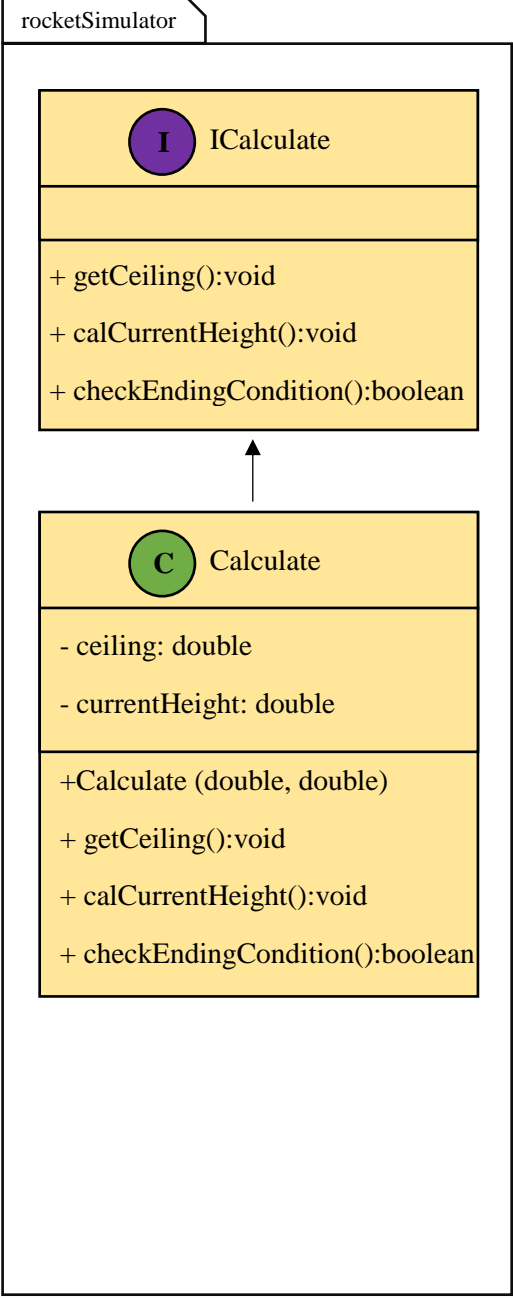 rocketSimulator
I ICalculate
+ getCeiling():void
+ calCurrentHeight():void
+ checkEndingCondition():boolean
C Calculate
- ceiling: double
- currentHeight: double
+Calculate (double, double)
+ getCeiling():void
+ calCurrentHeight():void
+ checkEndingCondition():boolean